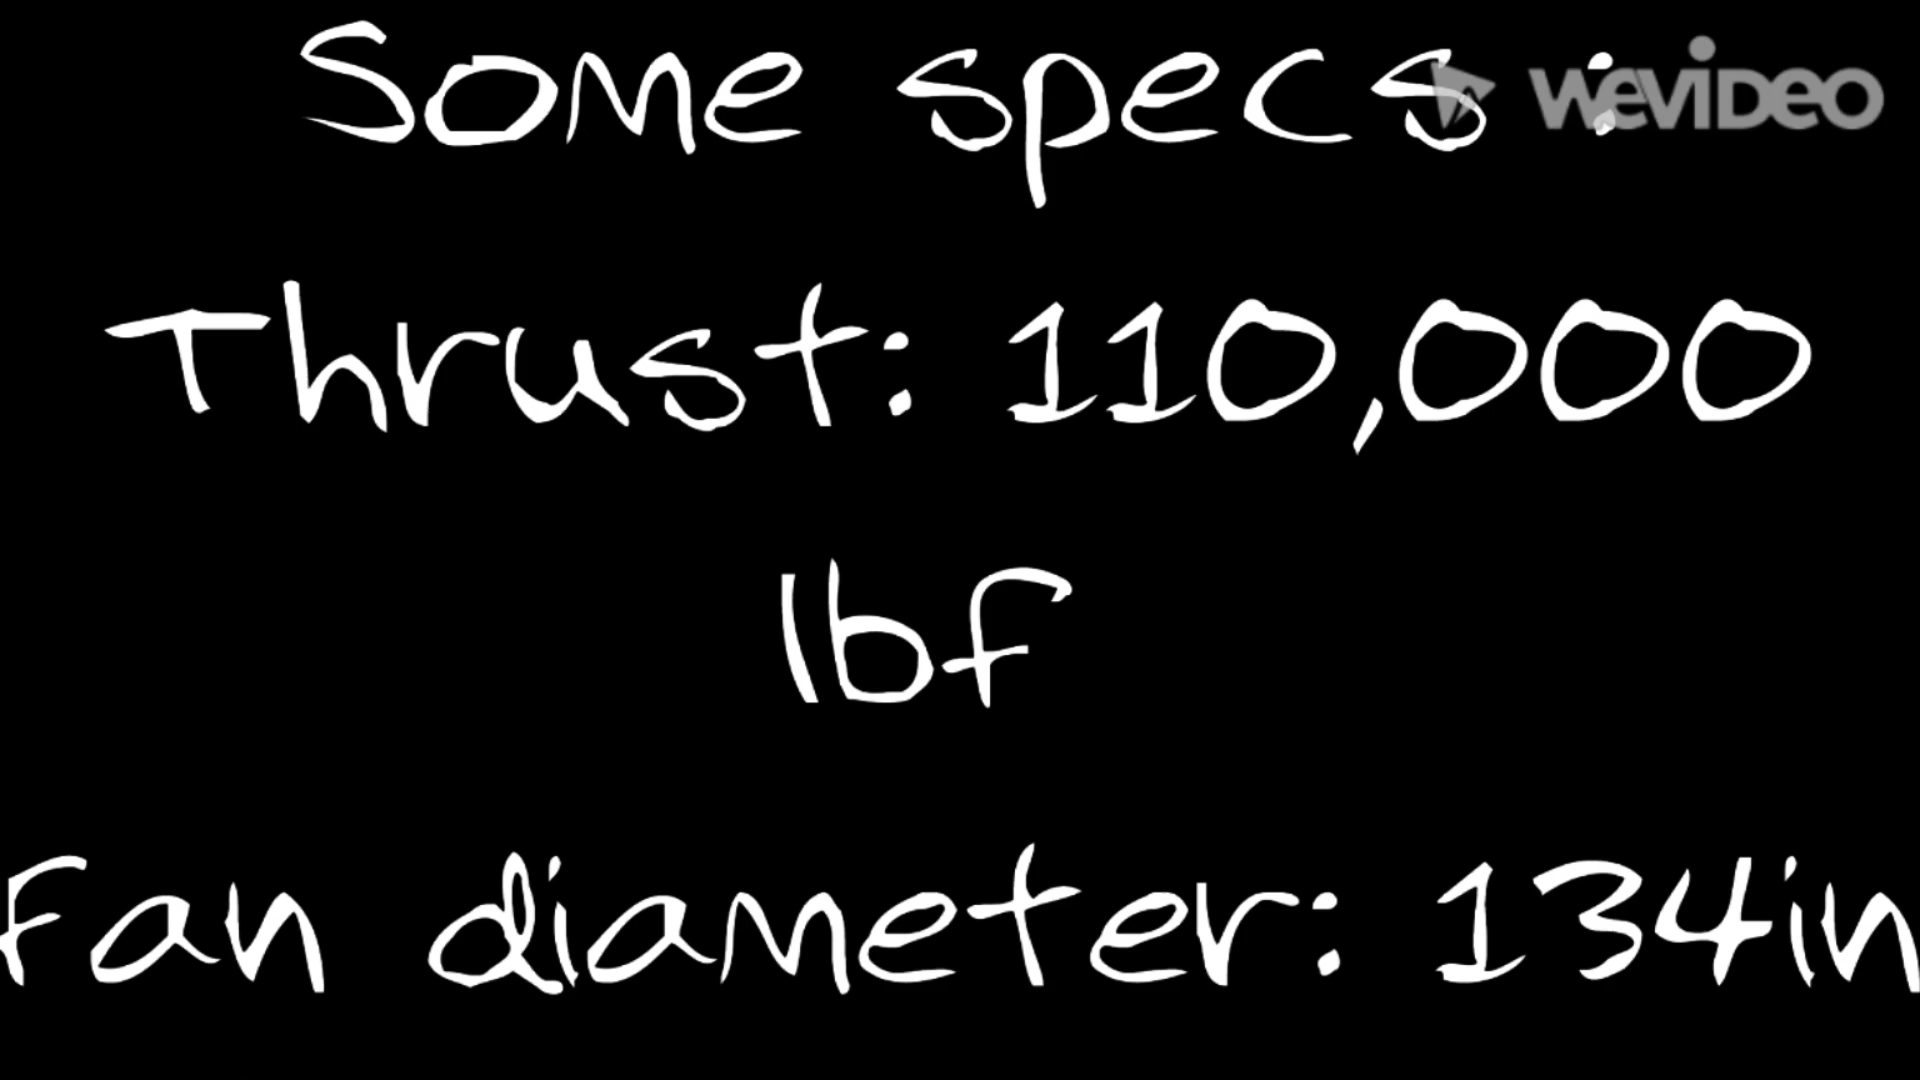 Some specs :
WeVideo
Thrust: 110,000
lbf
Fan diameter: 134in